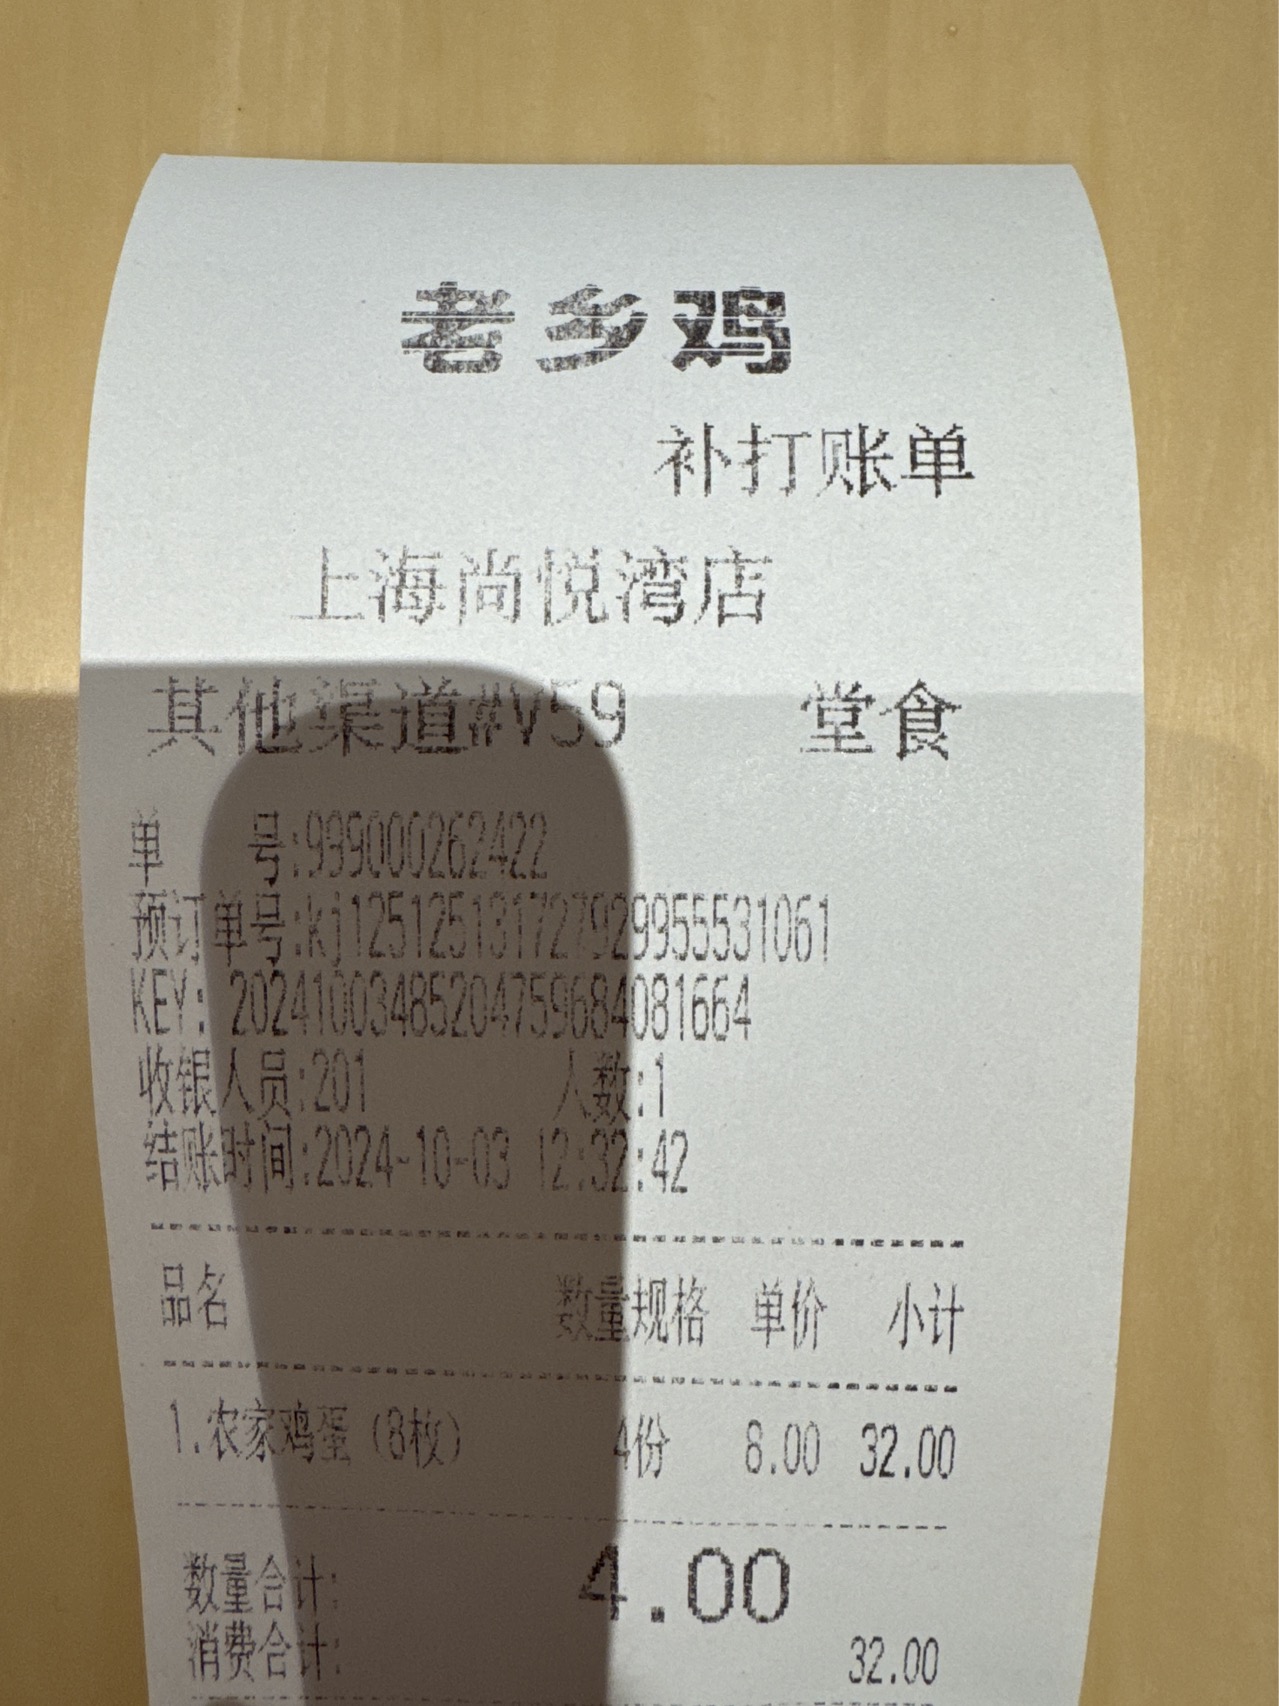 老乡鸡
补打账单
上海尚悦湾店
其他渠道#V59 堂食
单 号:999000262422
预订单号:kj1251251317279299555531061
KEY: 2024100348520475968408166​4
收银人员:201 人数:1
结账时间:2024-10-03 12:32:42
品名 数量规格 单价 小计
1.农家鸡蛋（8枚） 4份 8.00 32.00
数量合计: 4.00
消费合计: 32.00